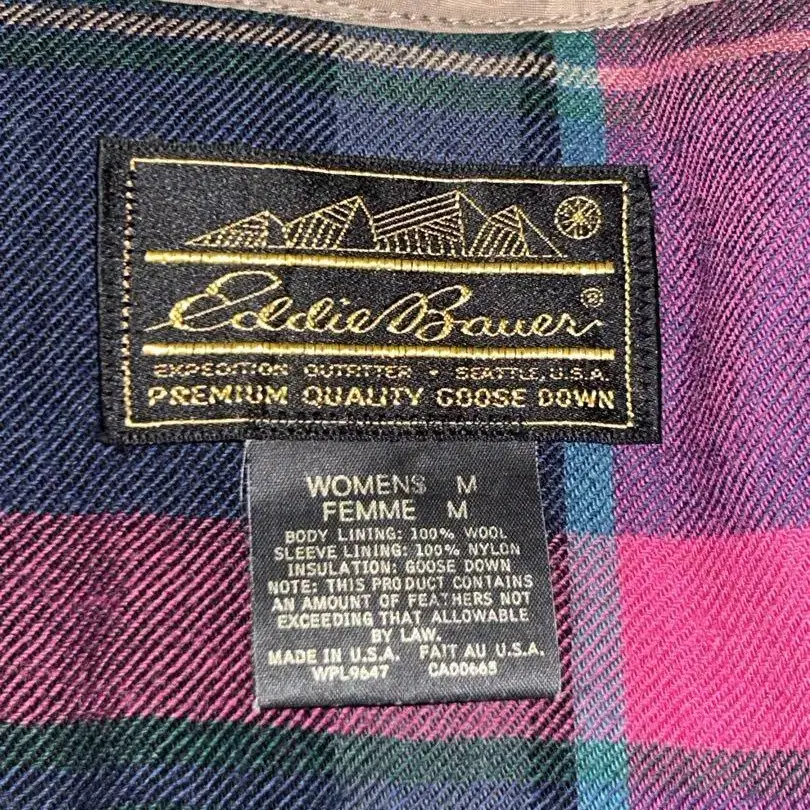 Eddie Bauer®
EXPEDITION OUTFITTER • SEATTLE, U.S.A.
PREMIUM QUALITY GOOSE DOWN
WOMENS M
FEMME M
BODY LINING: 100% WOOL
SLEEVE LINING: 100% NYLON
INSULATION: GOOSE DOWN
NOTE: THIS PRODUCT CONTAINS
AN AMOUNT OF FEATHERS NOT
EXCEEDING THAT ALLOWABLE
BY LAW.
MADE IN U.S.A. FAIT AU U.S.A.
WPL9647 CA00665